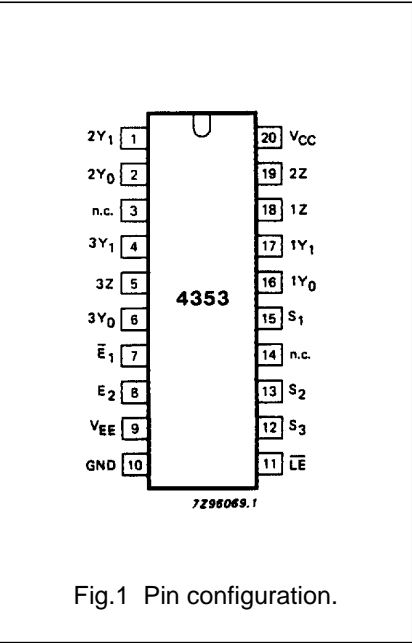 2Y1 1 20 VCC
2Y0 2 19 2Z
n.c. 3 18 1Z
3Y1 4 17 1Y1
3Z 5 16 1Y0
4353
3Y0 6 15 S1
E̅1 7 14 n.c.
E2 8 13 S2
VEE 9 12 S3
GND 10 11 L̅E̅
7Z96069.1
Fig.1 Pin configuration.